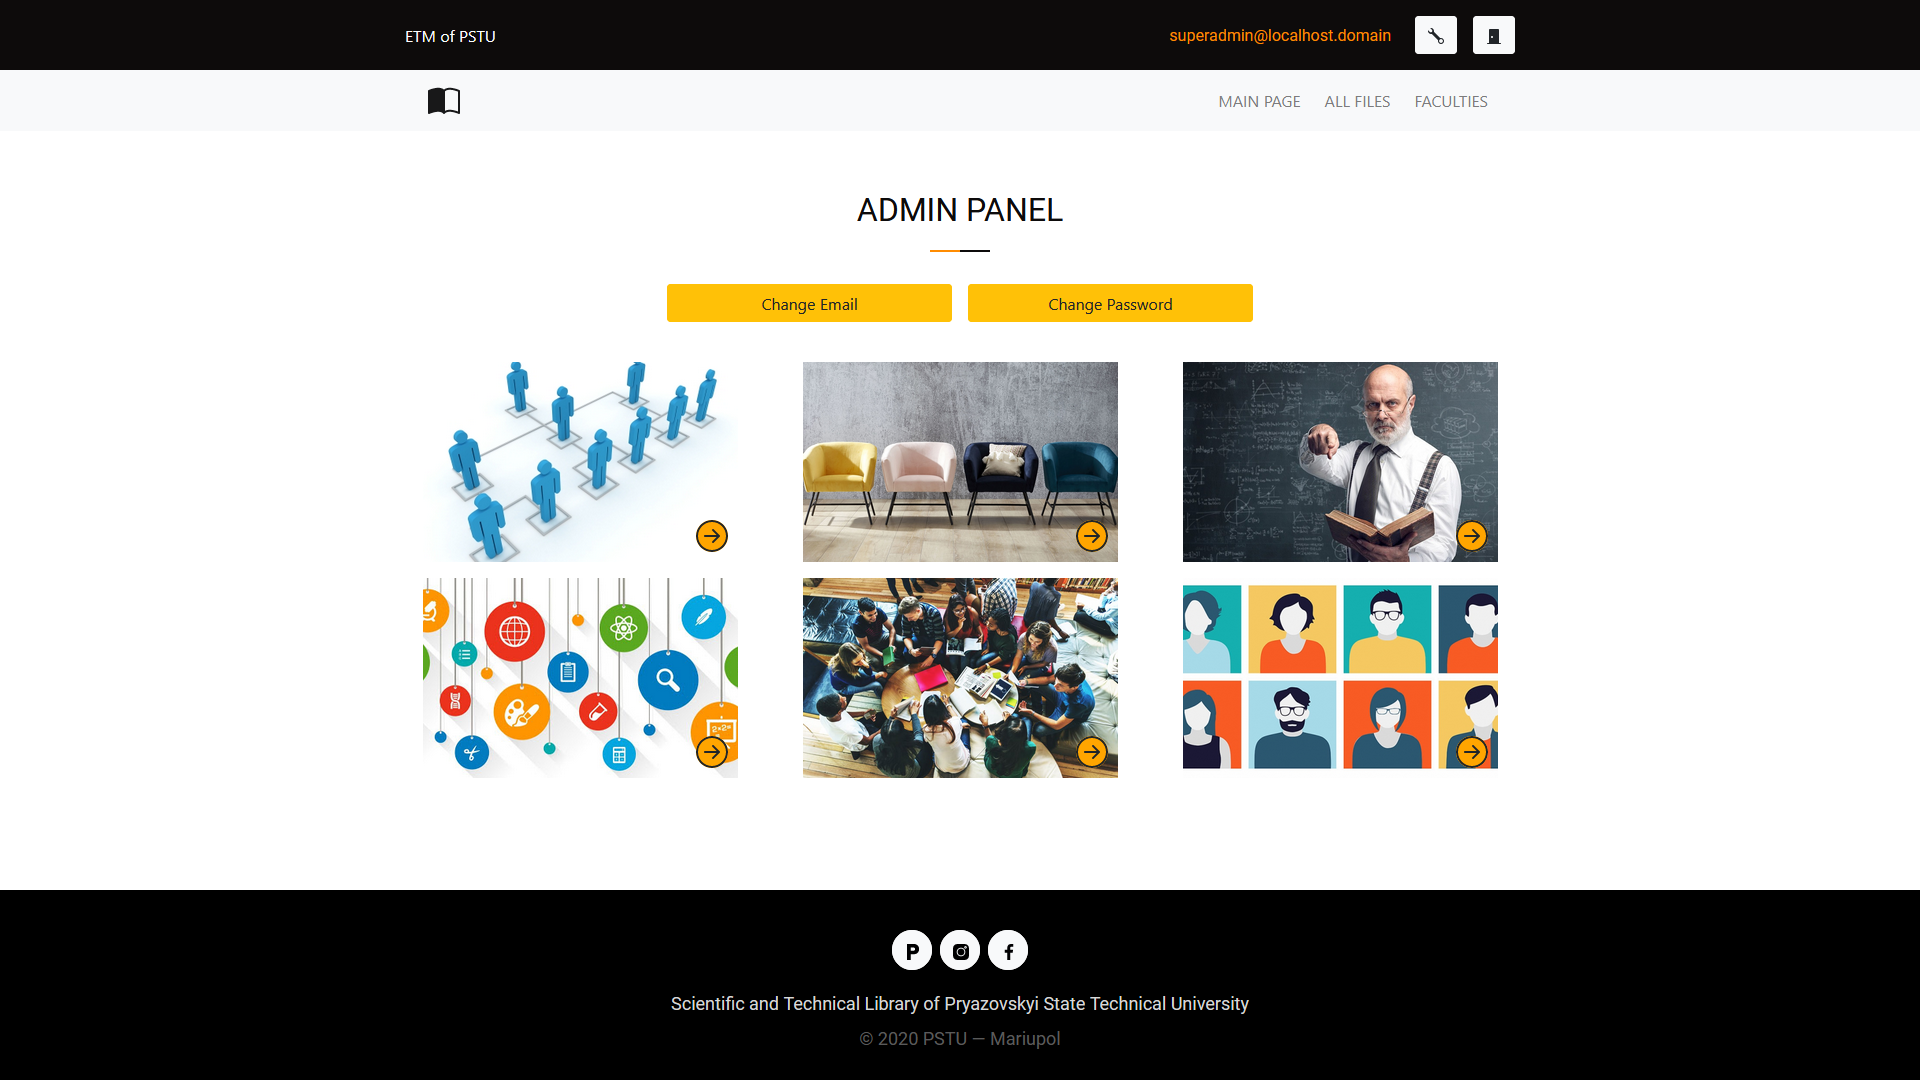 ETM of PSTU
superadmin@localhost.domain
MAIN PAGE ALL FILES FACULTIES
ADMIN PANEL
Change Email Change Password
Scientific and Technical Library of Pryazovskyi State Technical University
© 2020 PSTU — Mariupol